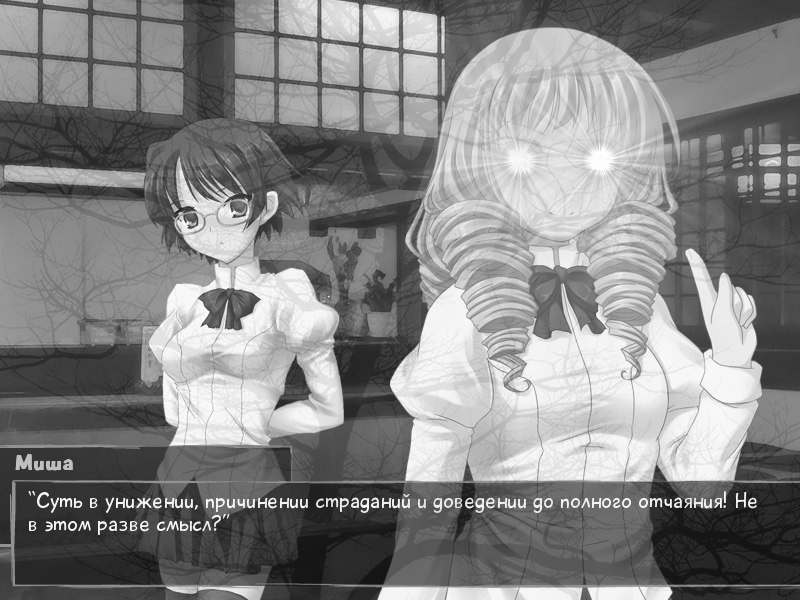 Миша
“Суть в унижении, причинении страданий и доведении до полного отчаяния! Не
в этом разве смысл?”